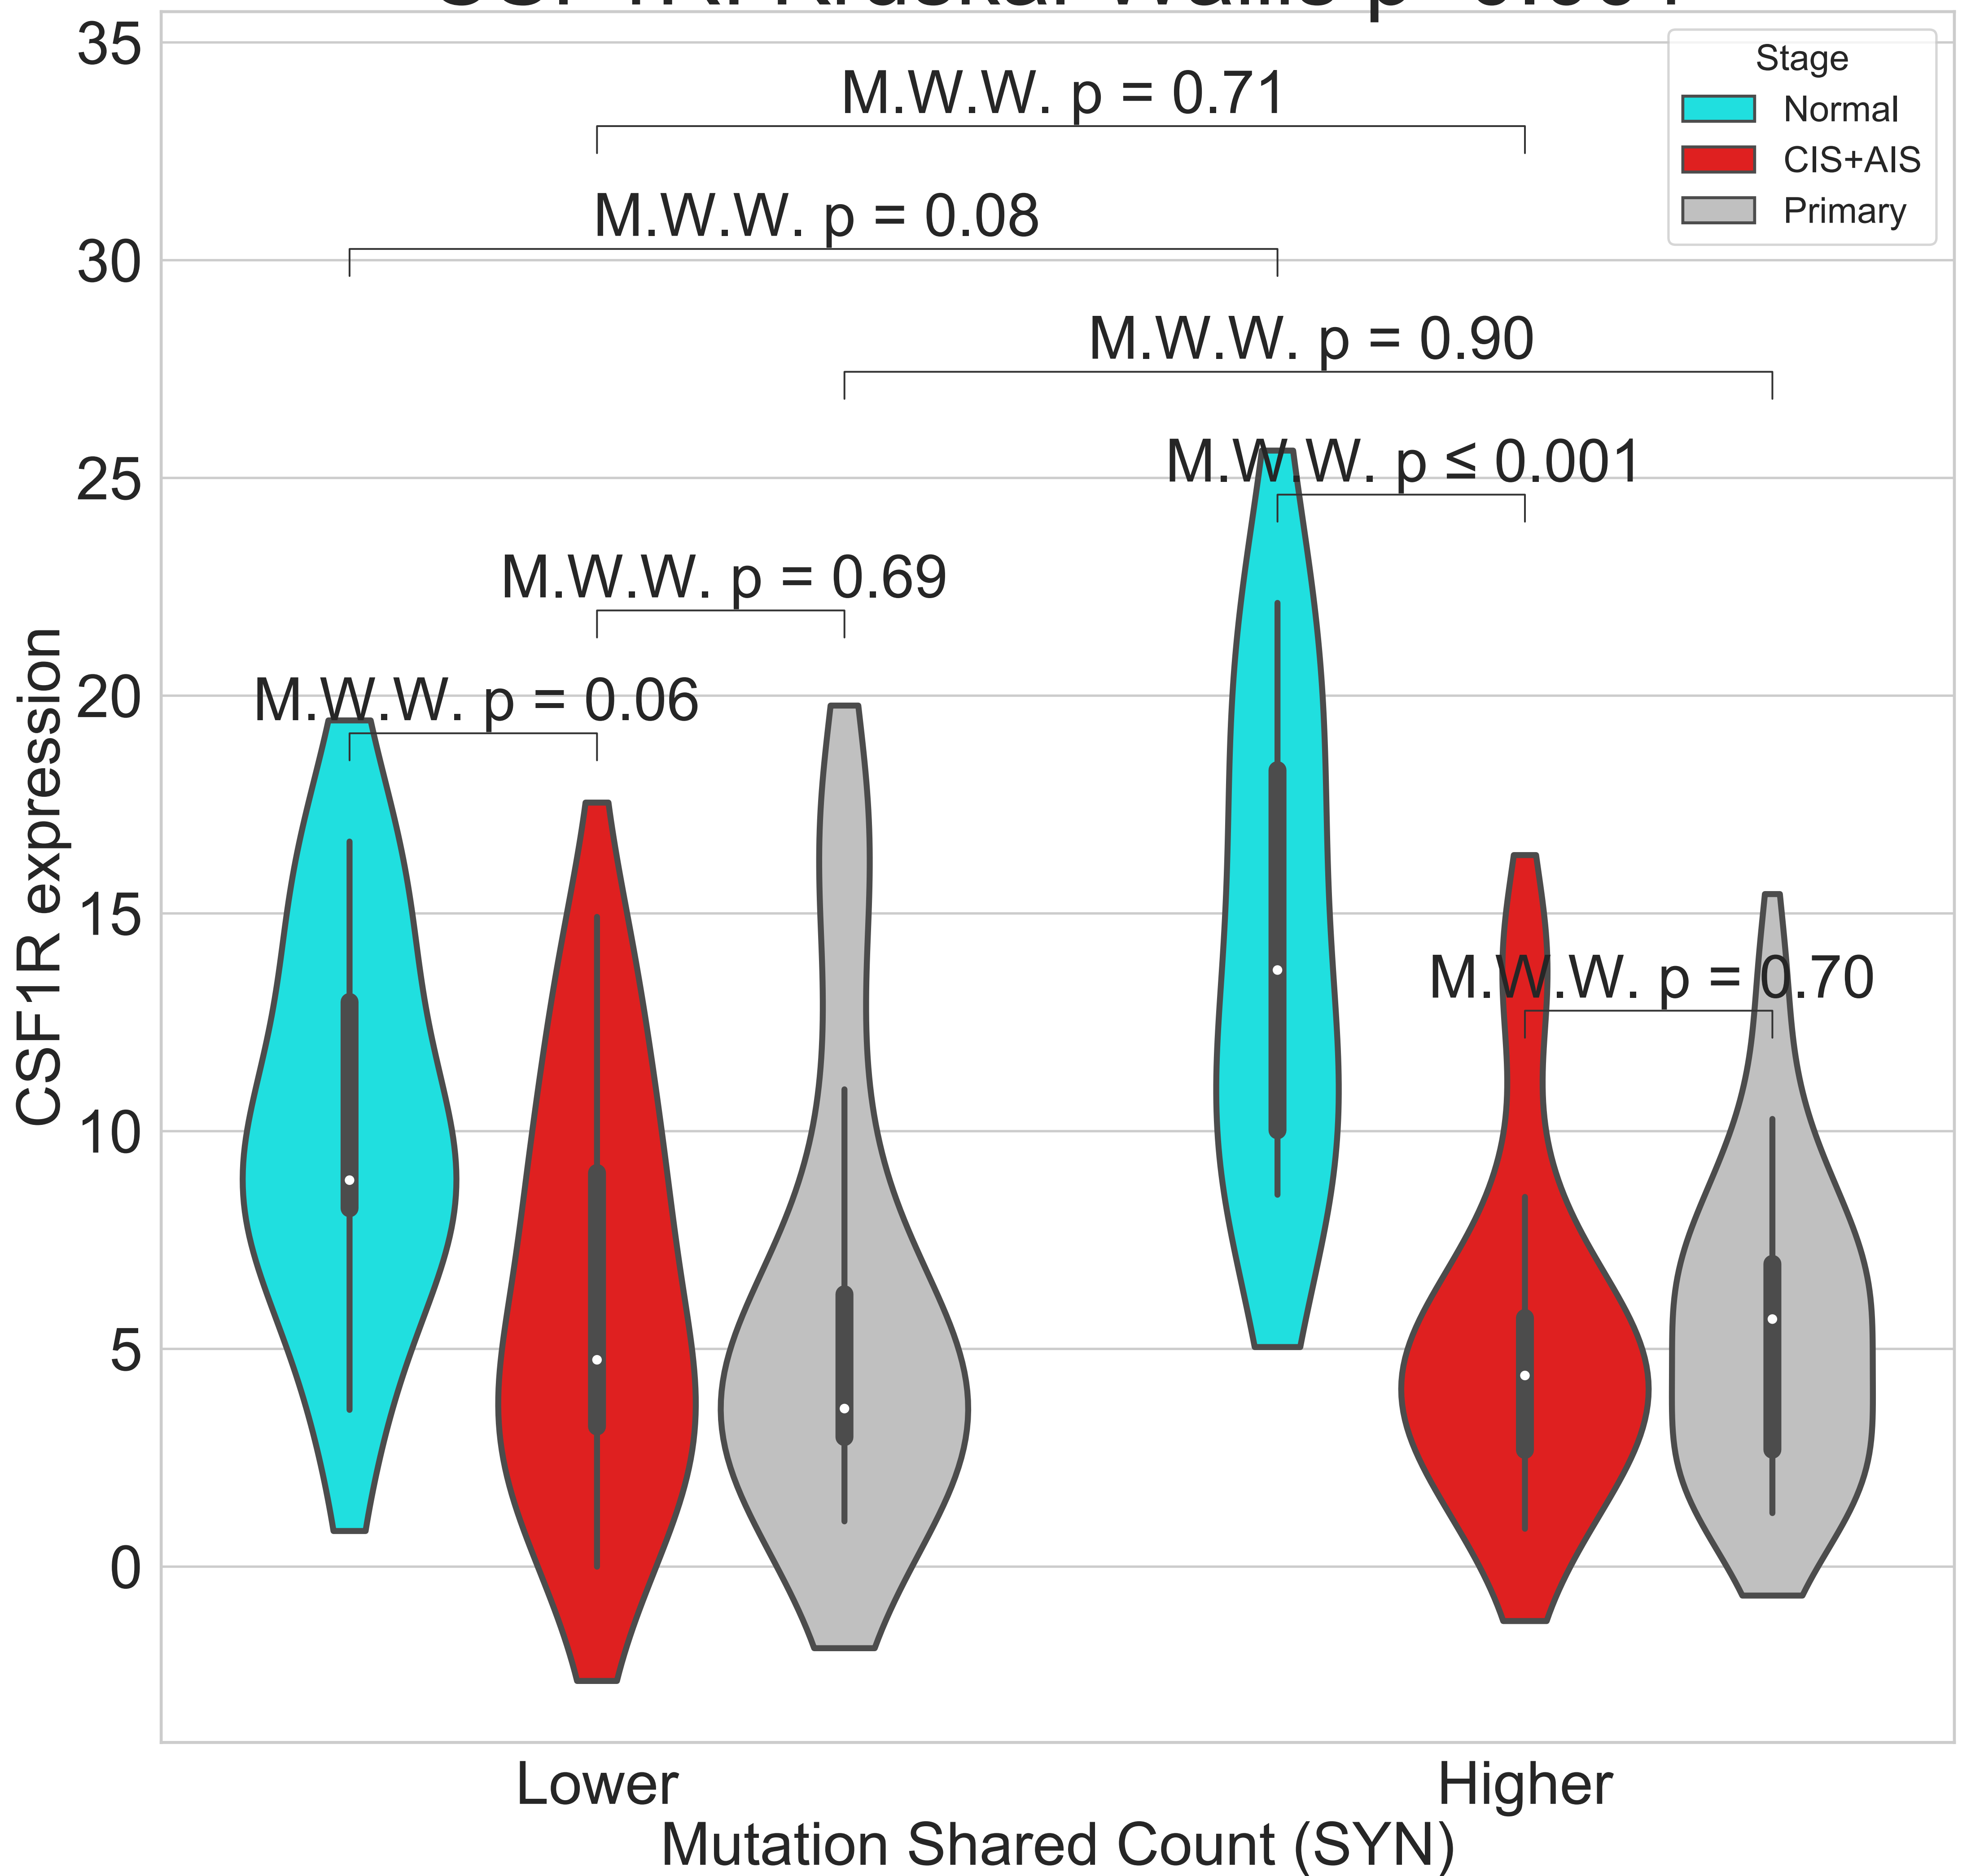 35
Stage
Normal
CIS+AIS
Primary
M.W.W. p = 0.71
M.W.W. p = 0.08
30
M.W.W. p = 0.90
M.W.W. p ≤ 0.001
25
M.W.W. p = 0.69
M.W.W. p = 0.06
20
CSF1R expression
15
M.W.W. p = 0.70
10
5
0
Lower
Higher
Mutation Shared Count (SYN)